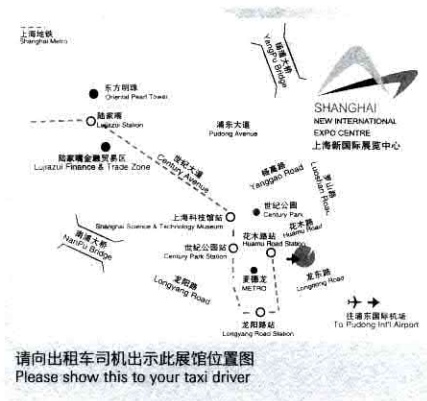 上海地铁
Shanghai Metro
杨浦大桥
YangPu Bridge
东方明珠
Oriental Pearl Tower
SHANGHAI
NEW INTERNATIONAL
EXPO CENTRE
上海新国际展览中心
陆家嘴
Lujiazui Station
浦东大道
Pudong Avenue
陆家嘴金融贸易区
Lujiazui Finance & Trade Zone
世纪大道
Century Avenue
杨高路
Yanggao Road
罗山路
Luoshan Road
世纪公园
Century Park
上海科技馆站
Shanghai Science & Technology Museum
花木路
Huamu Road
花木路站
Huamu Road Station
南浦大桥
NanPu Bridge
世纪公园站
Century Park Station
龙阳路
Longyang Road
麦德龙
METRO
龙东路
Longdong Road
往浦东国际机场
To Pudong Int'l Airport
龙阳路站
Longyang Road Station
请向出租车司机出示此展馆位置图
Please show this to your taxi driver